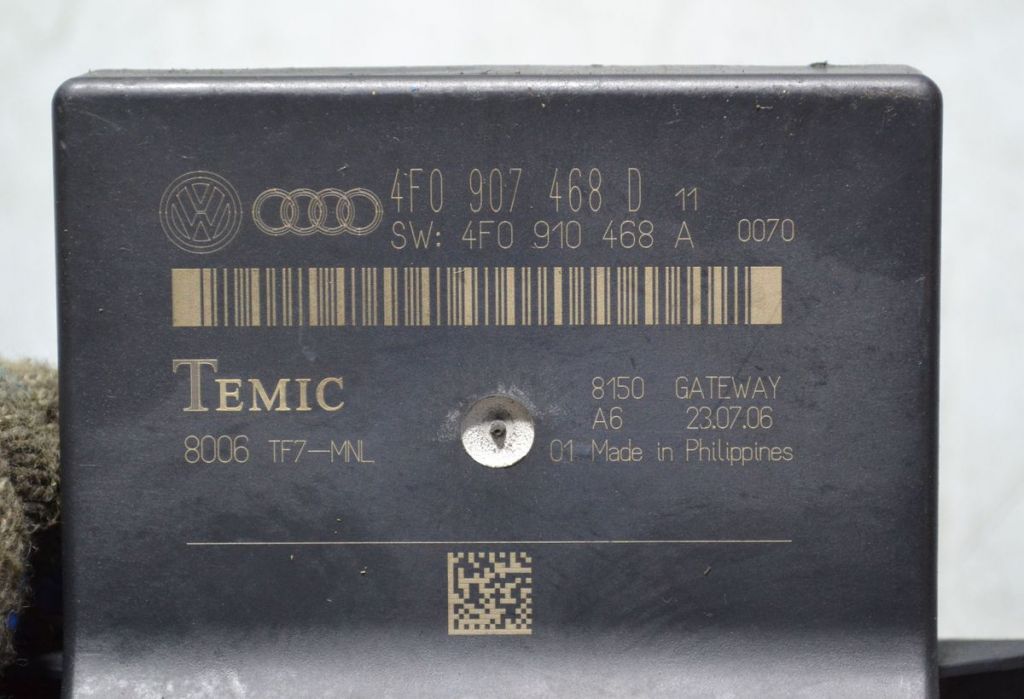 4F0 907 468 D 11
SW: 4F0 910 468 A 0070
TEMIC
8150 GATEWAY
A6 23.07.06
8006 TF7-MNL 01 Made in Philippines